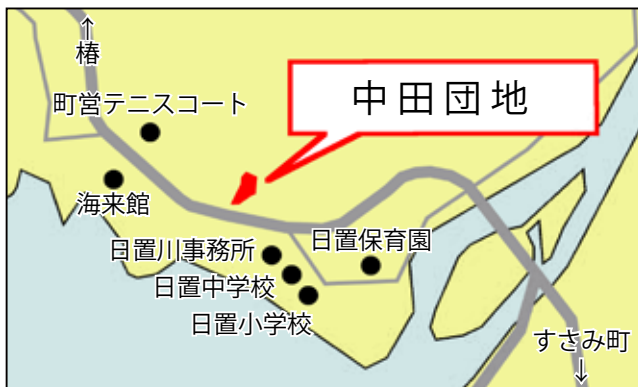 ↑
椿
町営テニスコート
中田団地
海来館
日置川事務所
日置保育園
日置中学校
日置小学校
すさみ町
↓